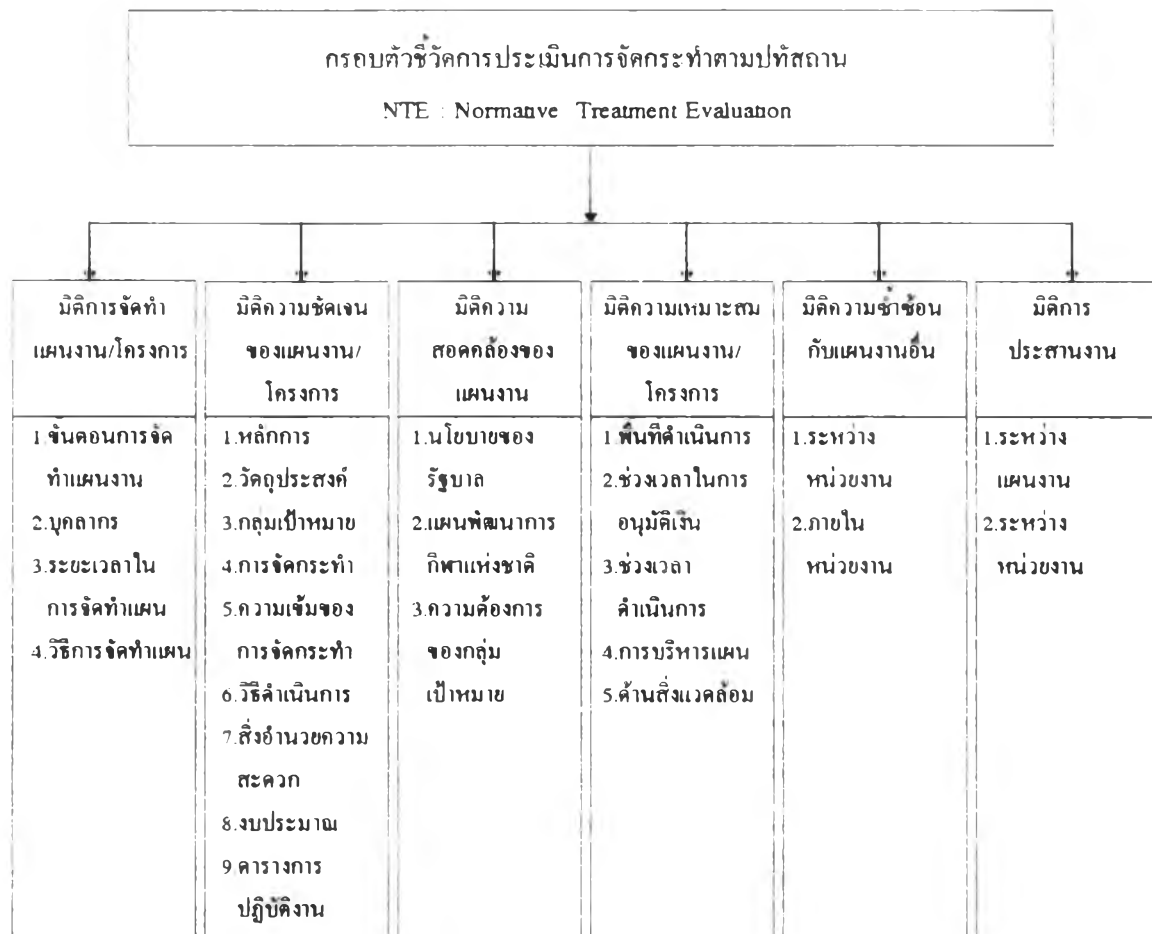 กรอบตัวชี้วัดการประเมินการจัดกระทำตามปทัสถาน
NTE : Normative Treatment Evaluation
มิติการจัดทำ
แผนงาน/โครงการ
1.ขั้นตอนการจัด
ทำแผนงาน
2.บุคลากร
3.ระยะเวลาใน
การจัดทำแผน
4.วิธีการจัดทำแผน
มิติความชัดเจน
ของแผนงาน/
โครงการ
1.หลักการ
2.วัตถุประสงค์
3.กลุ่มเป้าหมาย
4.การจัดกระทำ
5.ความเข้มของ
การจัดกระทำ
6.วิธีดำเนินการ
7.สิ่งอำนวยความ
สะดวก
8.งบประมาณ
9.ตารางการ
ปฏิบัติงาน
มิติความ
สอดคล้องของ
แผนงาน
1.นโยบายของ
รัฐบาล
2.แผนพัฒนาการ
กีฬาแห่งชาติ
3.ความต้องการ
ของกลุ่ม
เป้าหมาย
มิติความเหมาะสม
ของแผนงาน/
โครงการ
1.พื้นที่ดำเนินการ
2.ช่วงเวลาในการ
อนุมัติเงิน
3.ช่วงเวลา
ดำเนินการ
4.การบริหารแผน
5.ด้านสิ่งแวดล้อม
มิติความซ้ำซ้อน
กับแผนงานอื่น
1.ระหว่าง
หน่วยงาน
2.ภายใน
หน่วยงาน
มิติการ
ประสานงาน
1.ระหว่าง
แผนงาน
2.ระหว่าง
หน่วยงาน